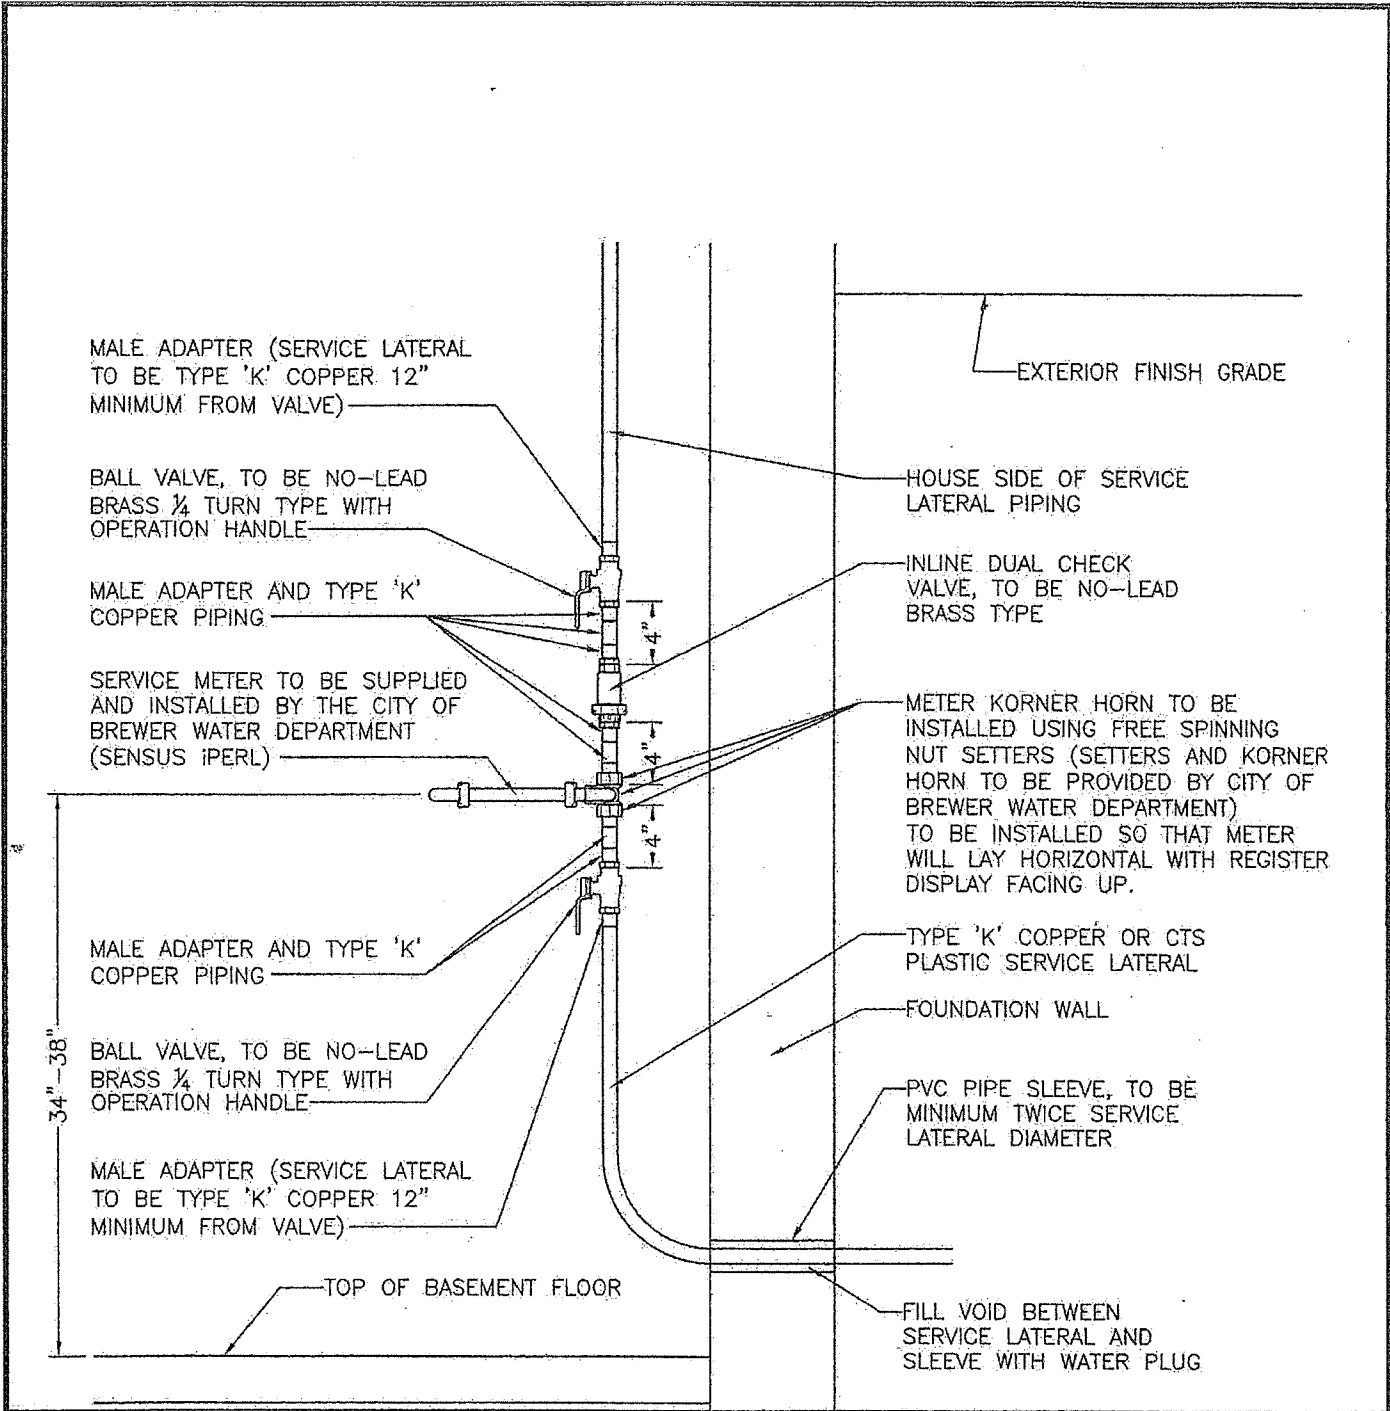 MALE ADAPTER (SERVICE LATERAL
TO BE TYPE 'K' COPPER 12"
MINIMUM FROM VALVE)
BALL VALVE, TO BE NO-LEAD
BRASS ¼ TURN TYPE WITH
OPERATION HANDLE
MALE ADAPTER AND TYPE 'K'
COPPER PIPING
SERVICE METER TO BE SUPPLIED
AND INSTALLED BY THE CITY OF
BREWER WATER DEPARTMENT
(SENSUS iPERL)
MALE ADAPTER AND TYPE 'K'
COPPER PIPING
BALL VALVE, TO BE NO-LEAD
BRASS ¼ TURN TYPE WITH
OPERATION HANDLE
MALE ADAPTER (SERVICE LATERAL
TO BE TYPE 'K' COPPER 12"
MINIMUM FROM VALVE)
34"-38"
TOP OF BASEMENT FLOOR
4"
4"
4"
EXTERIOR FINISH GRADE
HOUSE SIDE OF SERVICE
LATERAL PIPING
INLINE DUAL CHECK
VALVE, TO BE NO-LEAD
BRASS TYPE
METER KORNER HORN TO BE
INSTALLED USING FREE SPINNING
NUT SETTERS (SETTERS AND KORNER
HORN TO BE PROVIDED BY CITY OF
BREWER WATER DEPARTMENT)
TO BE INSTALLED SO THAT METER
WILL LAY HORIZONTAL WITH REGISTER
DISPLAY FACING UP.
TYPE 'K' COPPER OR CTS
PLASTIC SERVICE LATERAL
FOUNDATION WALL
PVC PIPE SLEEVE, TO BE
MINIMUM TWICE SERVICE
LATERAL DIAMETER
FILL VOID BETWEEN
SERVICE LATERAL AND
SLEEVE WITH WATER PLUG